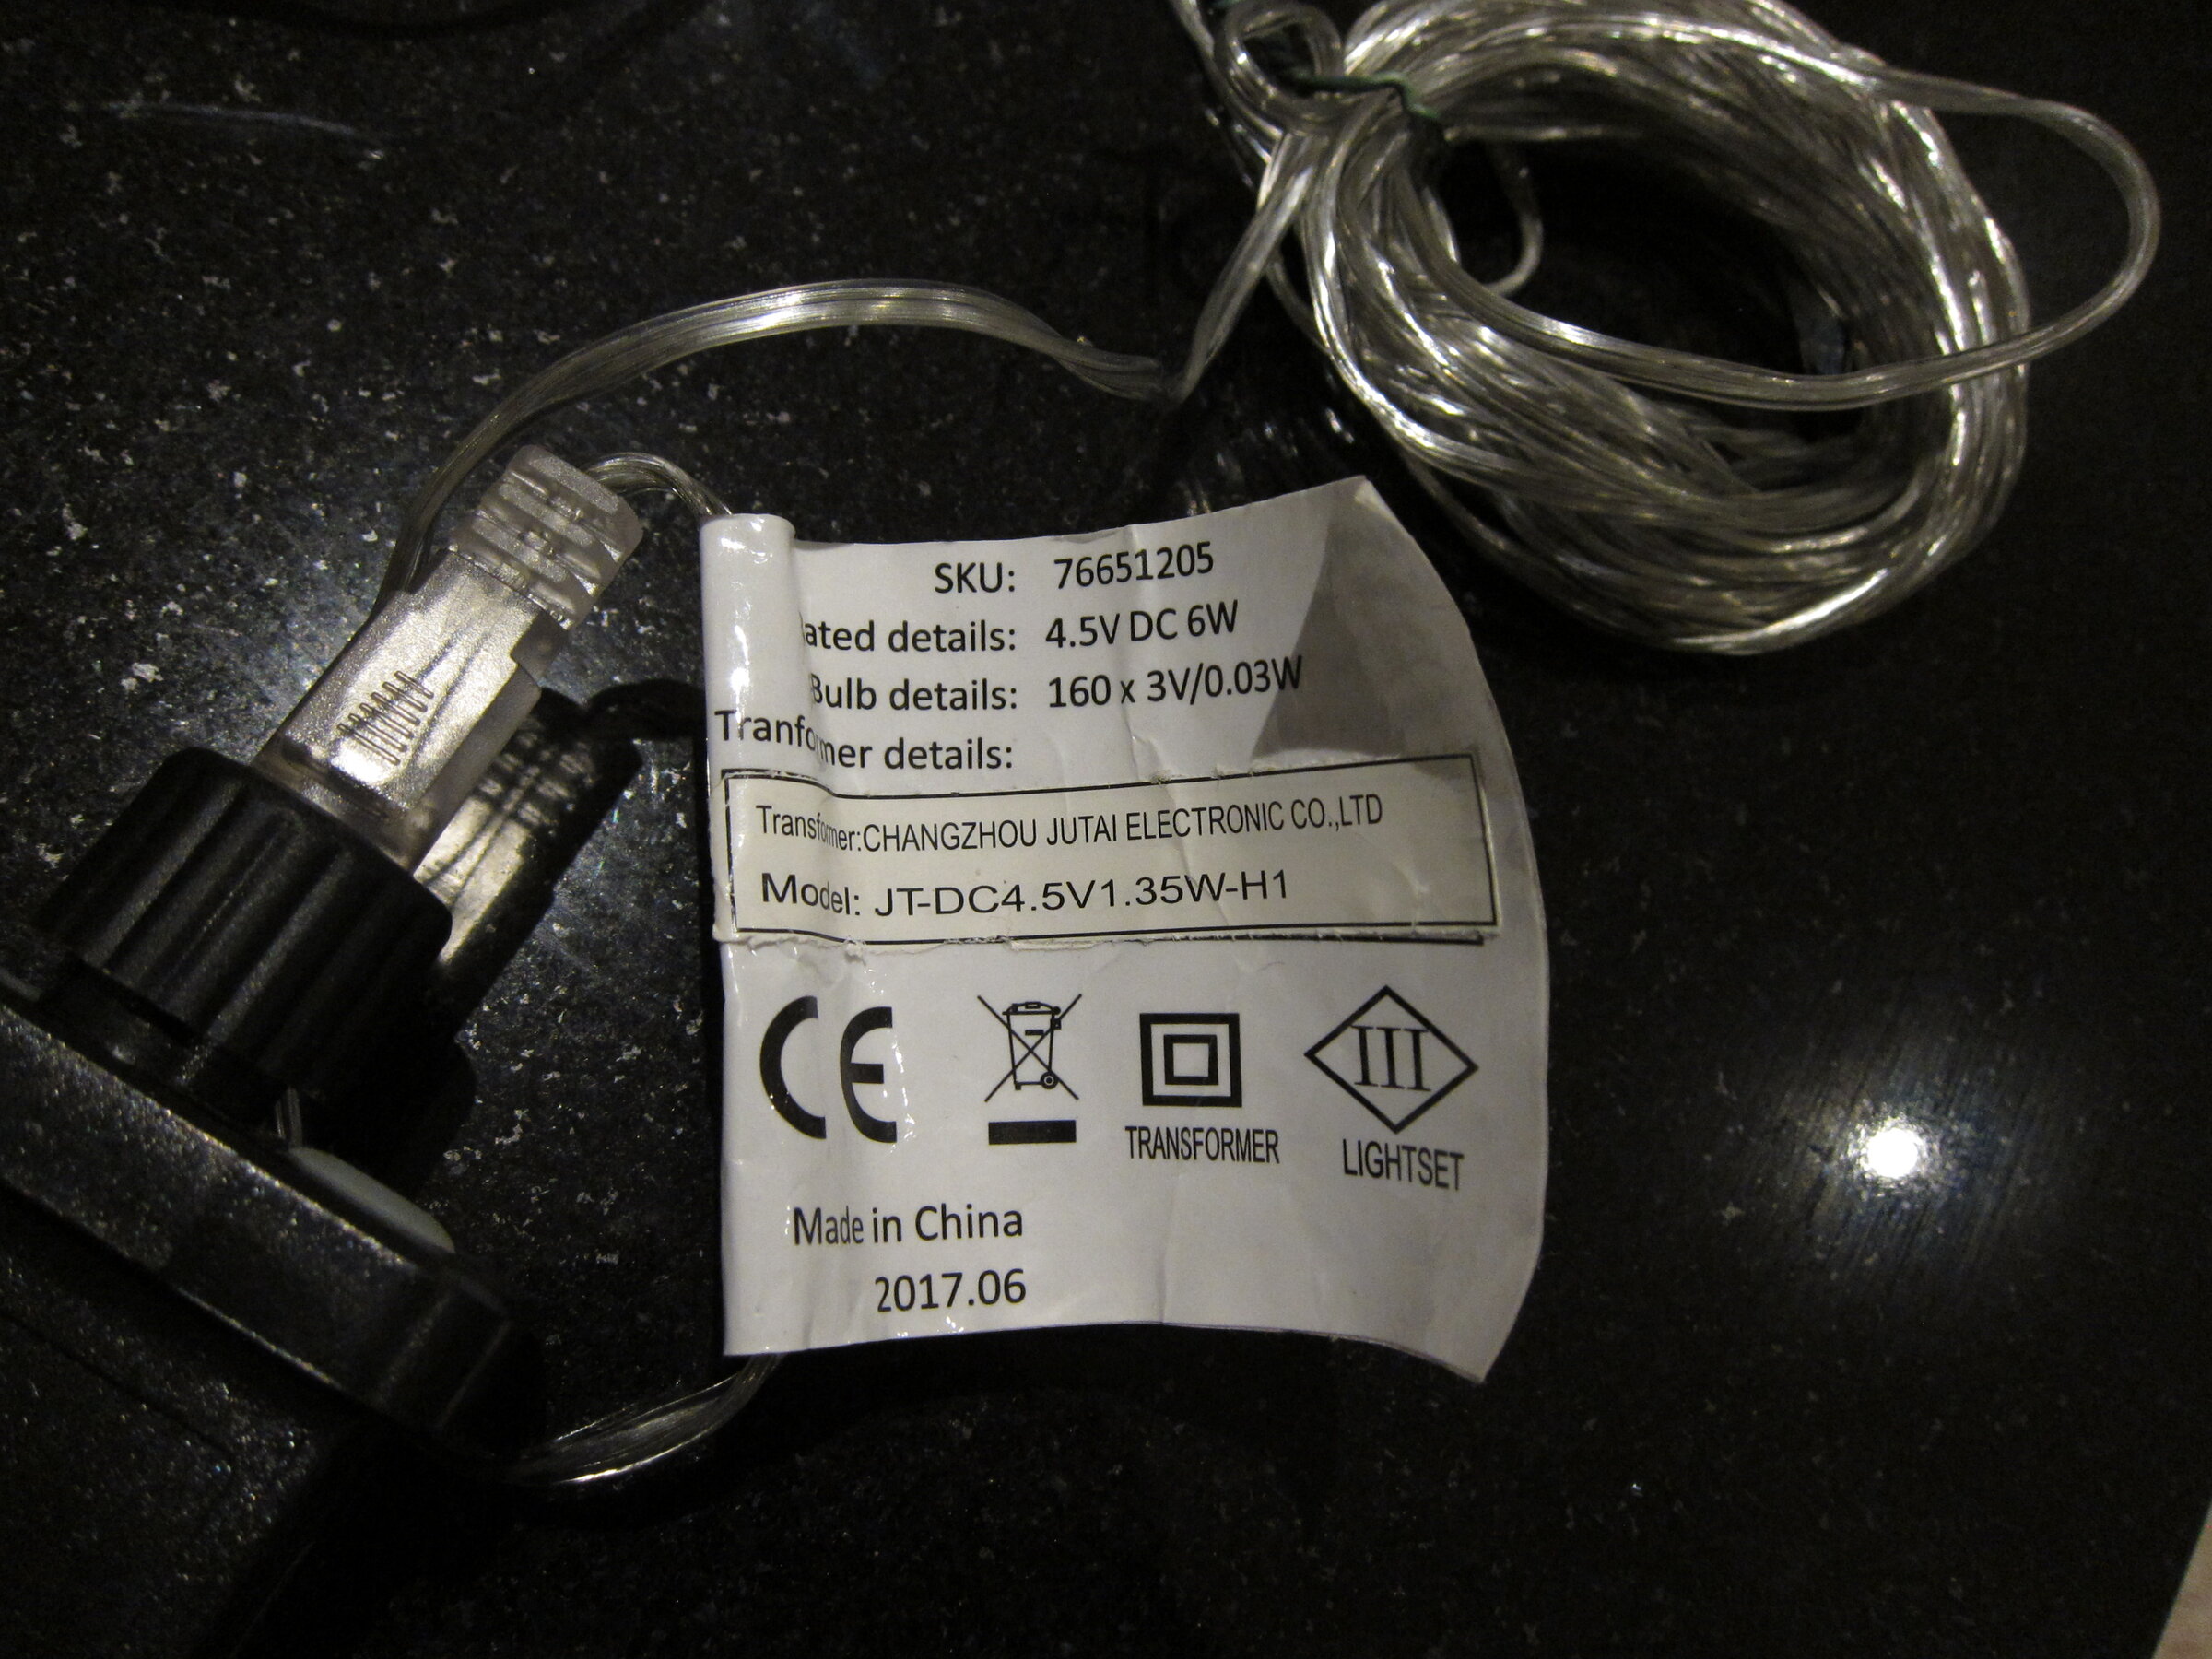 SKU: 76651205
ated details: 4.5V DC 6W
Bulb details: 160 x 3V/0.03W
Tranformer details:
Transformer:CHANGZHOU JUTAI ELECTRONIC CO.,LTD
Model: JT-DC4.5V1.35W-H1
CE
III
TRANSFORMER LIGHTSET
Made in China
2017.06